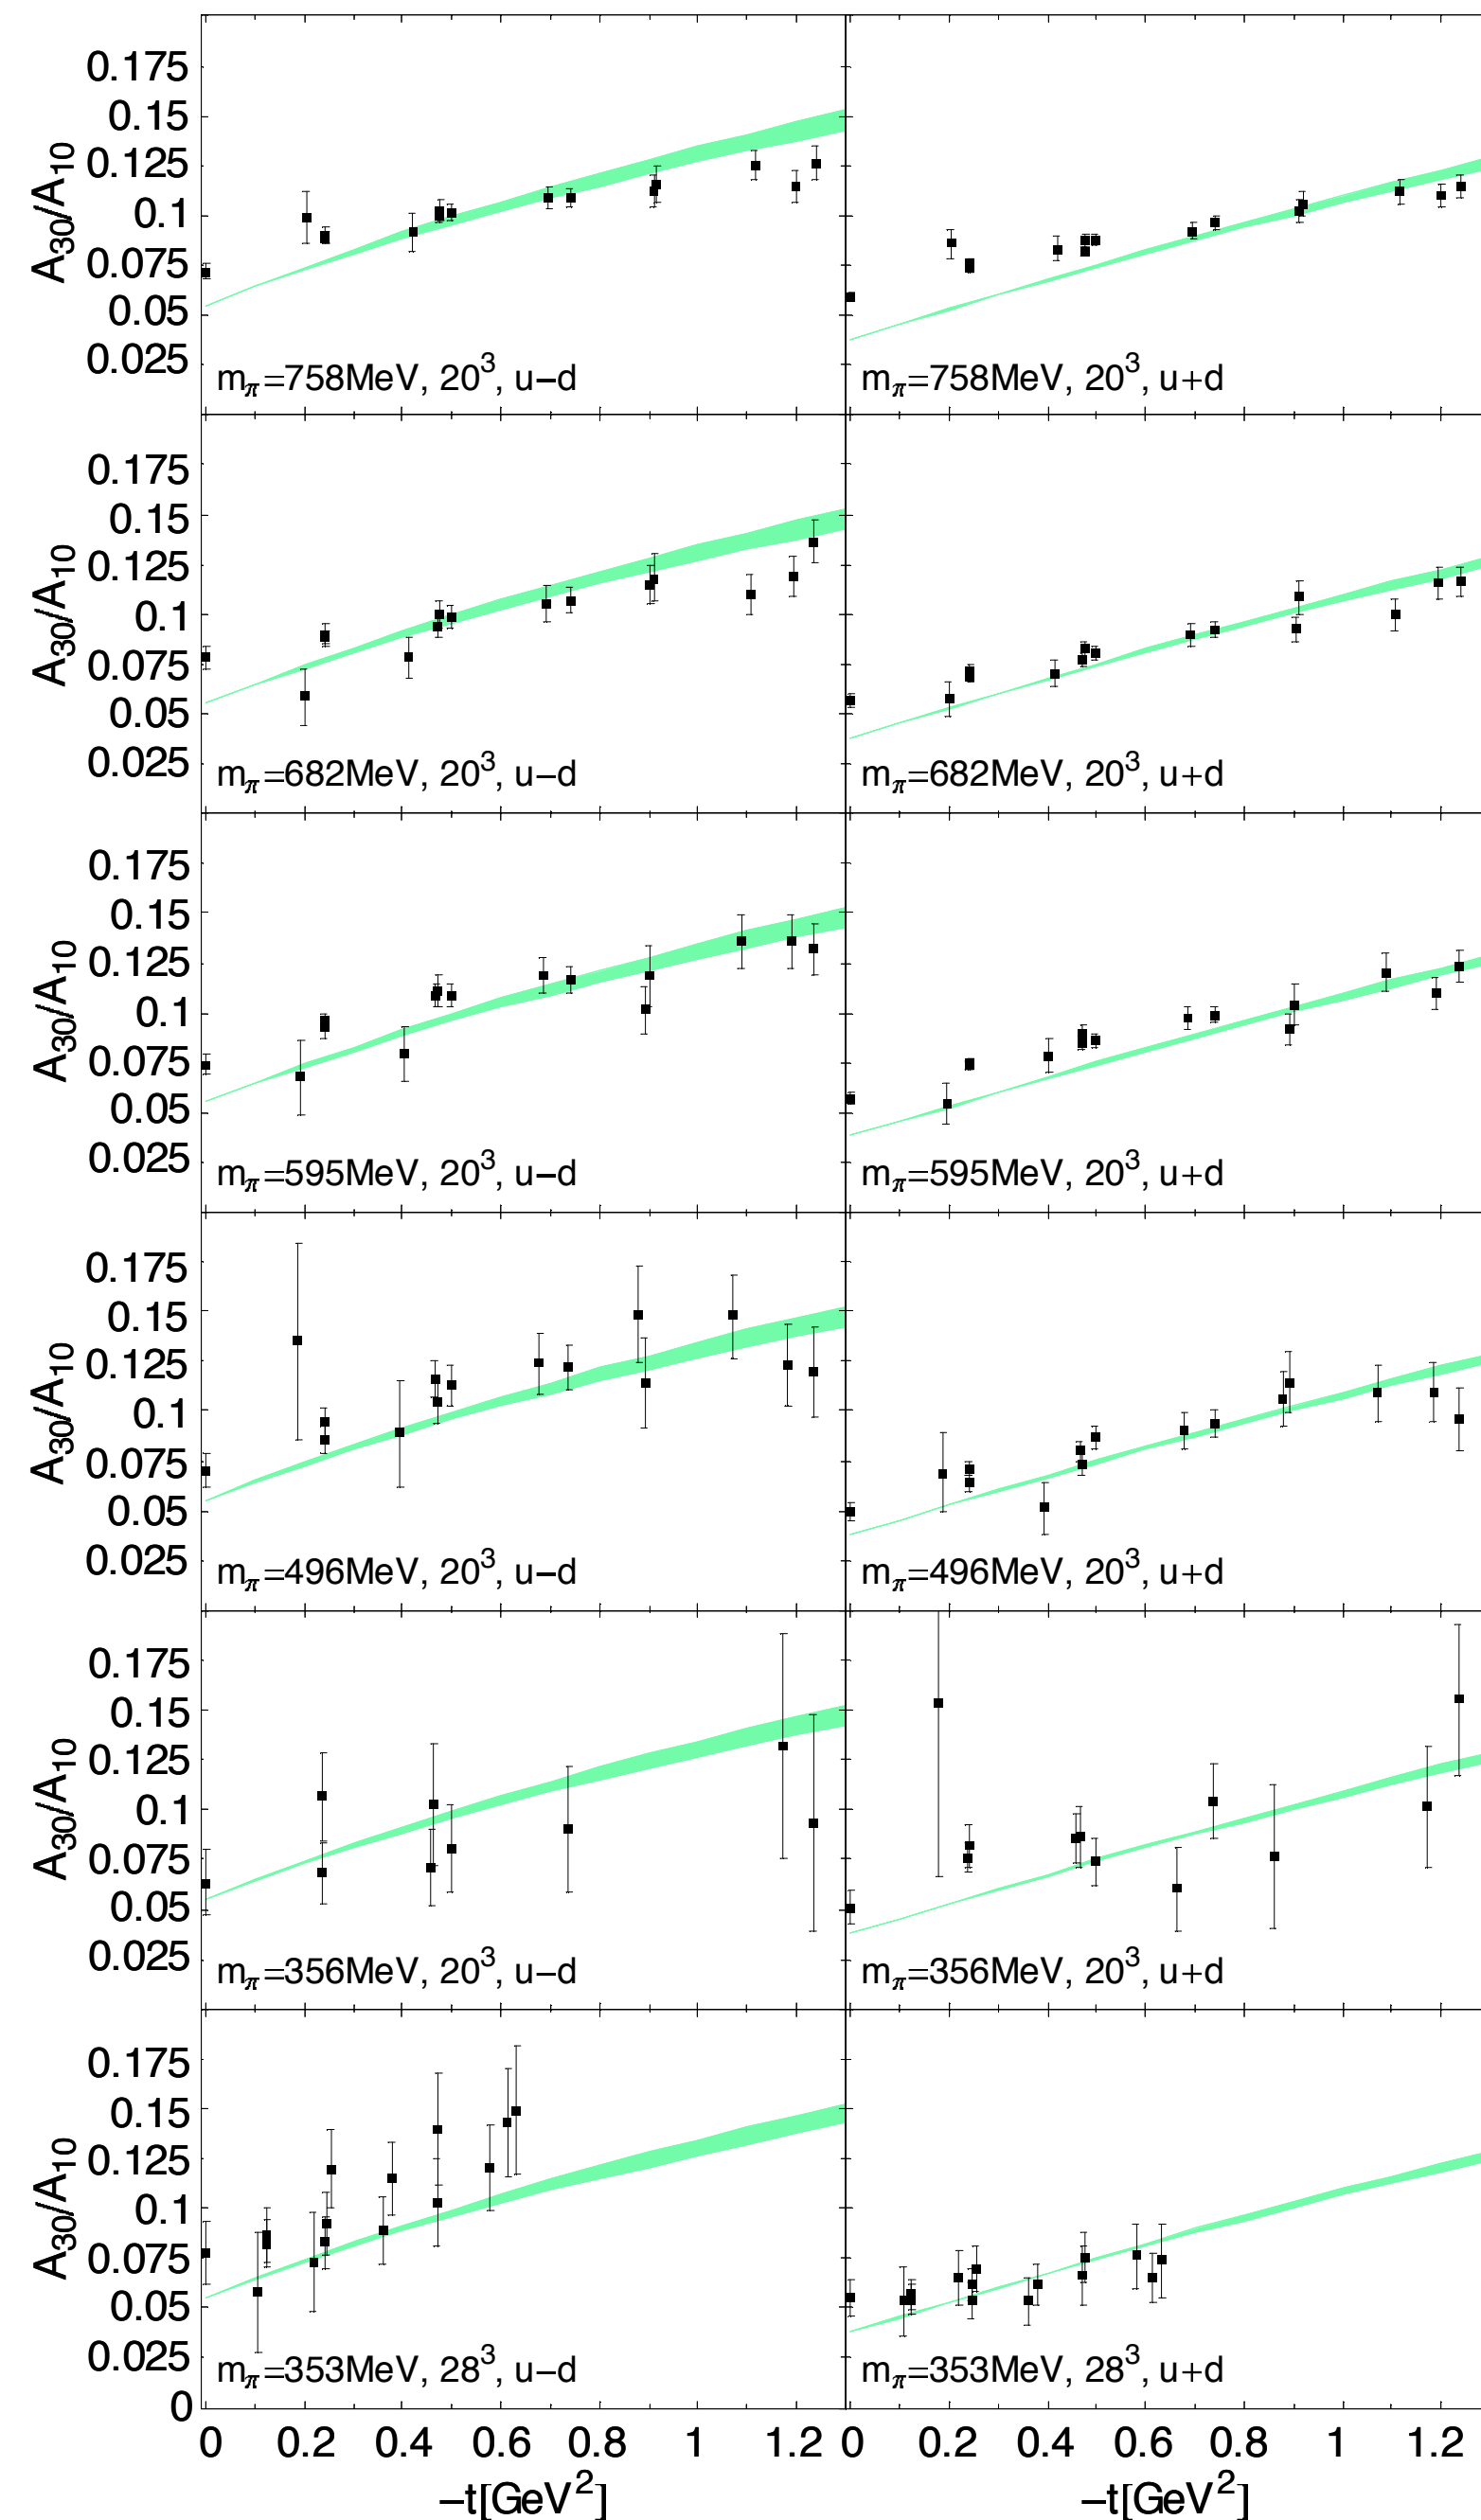 0.175
0.15
0.125
0.1
0.075
0.05
0.025
A30/A10
mπ=758MeV, 20³, u−d
mπ=758MeV, 20³, u+d
0.175
0.15
0.125
0.1
0.075
0.05
0.025
A30/A10
mπ=682MeV, 20³, u−d
mπ=682MeV, 20³, u+d
0.175
0.15
0.125
0.1
0.075
0.05
0.025
A30/A10
mπ=595MeV, 20³, u−d
mπ=595MeV, 20³, u+d
0.175
0.15
0.125
0.1
0.075
0.05
0.025
A30/A10
mπ=496MeV, 20³, u−d
mπ=496MeV, 20³, u+d
0.175
0.15
0.125
0.1
0.075
0.05
0.025
A30/A10
mπ=356MeV, 20³, u−d
mπ=356MeV, 20³, u+d
0.175
0.15
0.125
0.1
0.075
0.05
0.025
0
A30/A10
mπ=353MeV, 28³, u−d
mπ=353MeV, 28³, u+d
0 0.2 0.4 0.6 0.8 1 1.2 0 0.2 0.4 0.6 0.8 1 1.2
−t[GeV²] −t[GeV²]